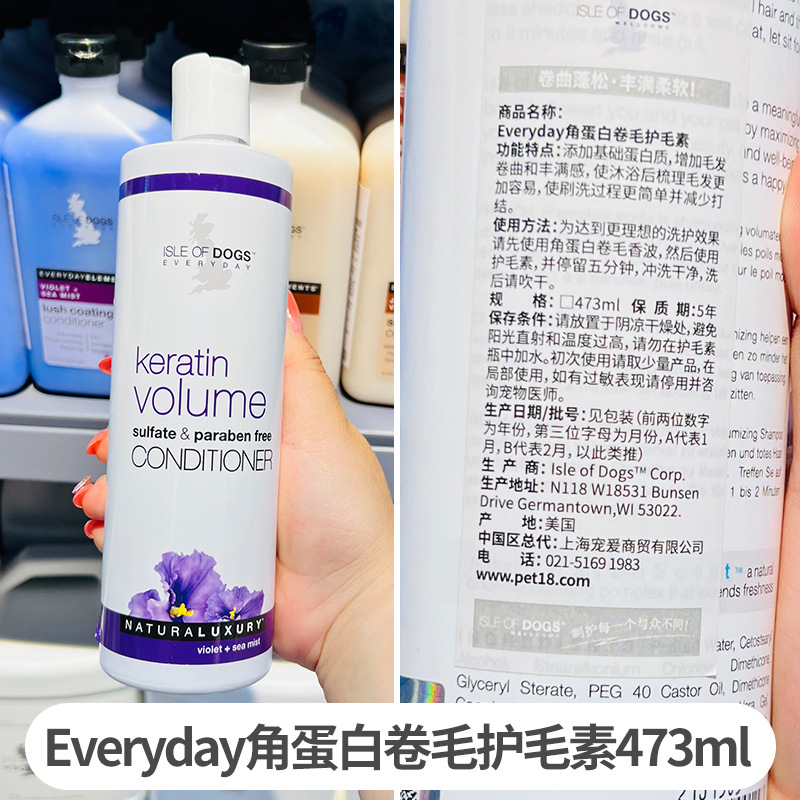 ISLE OF DOGS™
EVERYDAY
keratin
volume
sulfate & paraben free
CONDITIONER
NATURALUXURY™
violet + sea mist
ISLE OF DOGS
EVERYDAYELEM
VIOLET +
SEA MIST
lush coating
conditioner
ISLE OF DOGS
卷曲蓬松·丰满柔软!
商品名称:
Everyday角蛋白卷毛护毛素
功能特点:添加基础蛋白质,增加毛发
卷曲和丰满感,使沐浴后梳理毛发更
加容易,使刷洗过程更简单并减少打
结。
使用方法:为达到更理想的洗护效果
请先使用角蛋白卷毛香波,然后使用
护毛素,并停留五分钟,冲洗干净,洗
后请吹干。
规 格:□473ml 保 质 期:5年
保存条件:请放置于阴凉干燥处,避免
阳光直射和温度过高,请勿在护毛素
瓶中加水。初次使用请取少量产品,在
局部使用,如有过敏表现请停用并咨
询宠物医师。
生产日期/批号:见包装(前两位数字
为年份,第三位字母为月份,A代表1
月,B代表2月,以此类推)
生 产 商:Isle of Dogs™ Corp.
生产地址:N118 W18531 Bunsen
Drive Germantown,WI 53022.
产 地:美国
中国区总代:上海宠爱商贸有限公司
电 话:021-5169 1983
www.pet18.com
ISLE OF DOGS 呵护每一个与众不同!
Glyceryl Sterate, PEG 40 Castor Oil, Dimethicone
Everyday角蛋白卷毛护毛素473ml